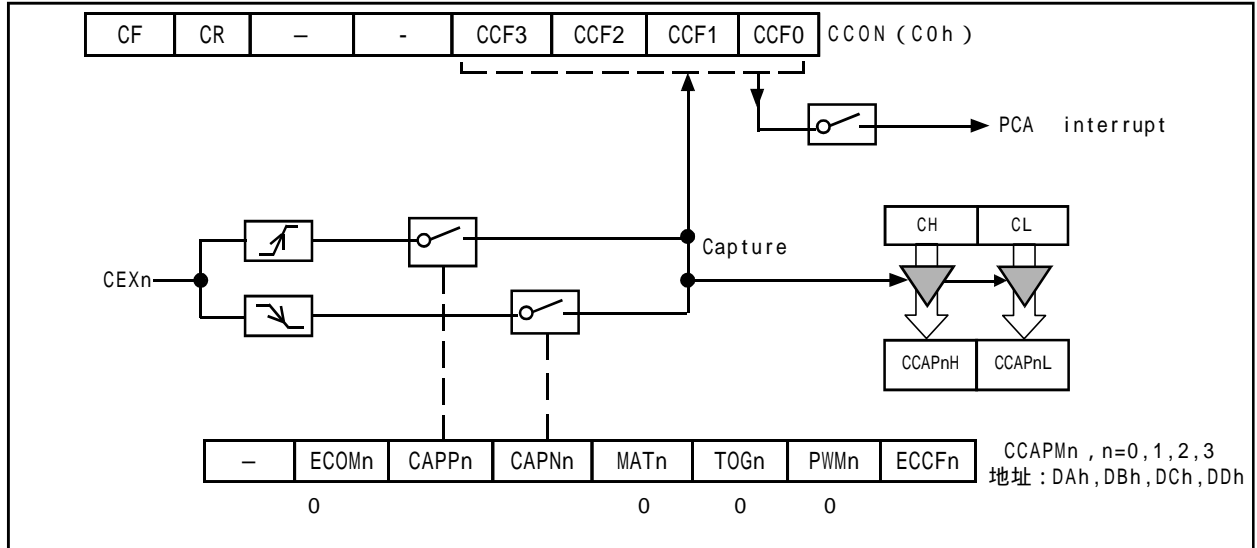 CF CR – - CCF3 CCF2 CCF1 CCF0 CCON (C0h)
PCA interrupt
CH CL
Capture
CEXn
CCAPnH CCAPnL
– ECOMn CAPPn CAPNn MATn TOGn PWMn ECCFn
CCAPMn , n=0,1,2,3
地址:DAh,DBh,DCh,DDh
0 0 0 0